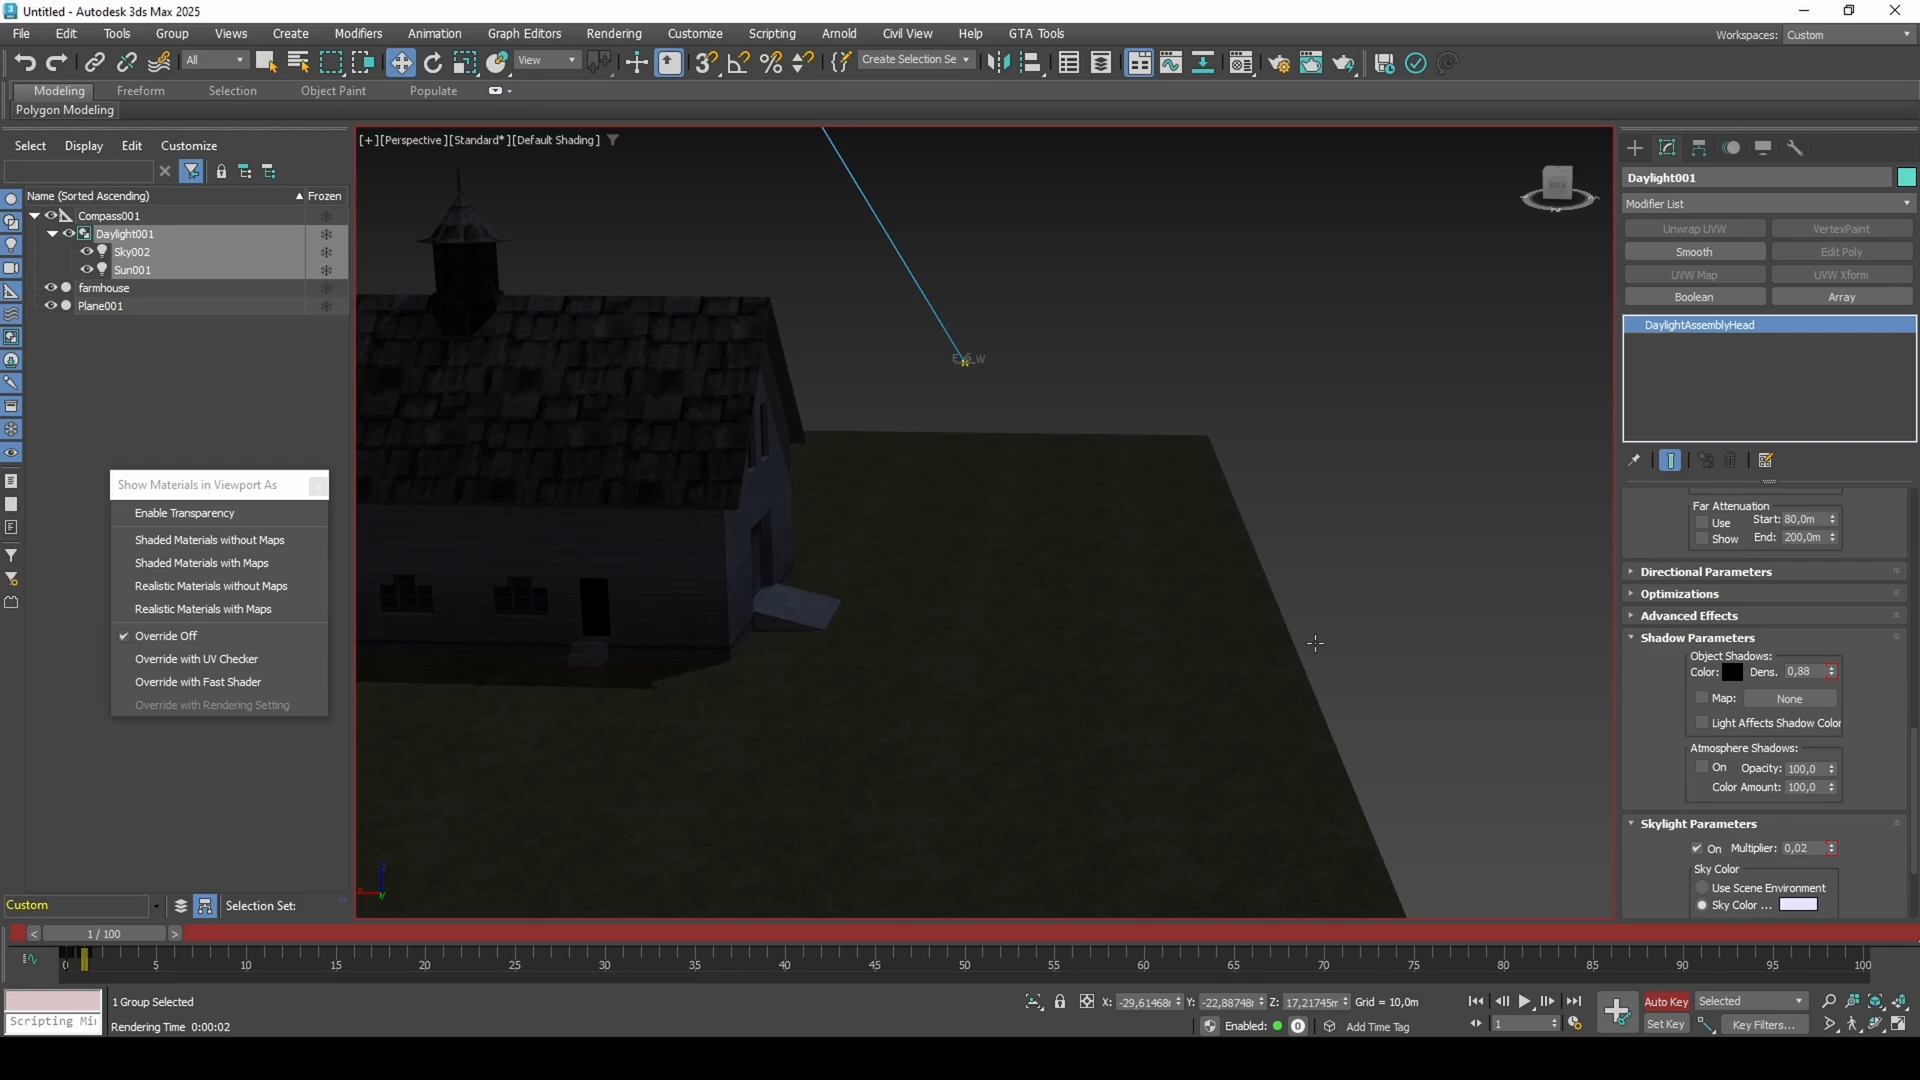 Untitled - Autodesk 3ds Max 2025
File Edit Tools Group Views Create Modifiers Animation Graph Editors Rendering Customize Scripting Arnold Civil View Help GTA Tools
Workspaces: Custom
All View Create Selection Se
Modeling Freeform Selection Object Paint Populate
Polygon Modeling
Select Display Edit Customize
Name (Sorted Ascending) Frozen
Compass001
Daylight001
Sky002
Sun001
farmhouse
Plane001
Show Materials in Viewport As
Enable Transparency
Shaded Materials without Maps
Shaded Materials with Maps
Realistic Materials without Maps
Realistic Materials with Maps
Override Off
Override with UV Checker
Override with Fast Shader
Override with Rendering Setting
Custom Selection Set:
[+][Perspective][Standard*][Default Shading]
BACK
Daylight001
Modifier List
Unwrap UVW VertexPaint
Smooth Edit Poly
UVW Map UVW Xform
Boolean Array
DaylightAssemblyHead
Far Attenuation
Use Start: 80,0m
Show End: 200,0m
Directional Parameters
Optimizations
Advanced Effects
Shadow Parameters
Object Shadows:
Color: Dens. 0,88
Map: None
Light Affects Shadow Color
Atmosphere Shadows:
On Opacity: 100,0
Color Amount: 100,0
Skylight Parameters
On Multiplier: 0,02
Sky Color
Use Scene Environment
Sky Color ...
< 1 / 100 >
0 5 10 15 20 25 30 35 40 45 50 55 60 65 70 75 80 85 90 95 100
1 Group Selected
X: -29,61468m Y: -22,88748m Z: 17,21745m Grid = 10,0m
Auto Key Selected
Scripting Mi
Rendering Time 0:00:02
Enabled: 0 Add Time Tag
1 Set Key Key Filters...